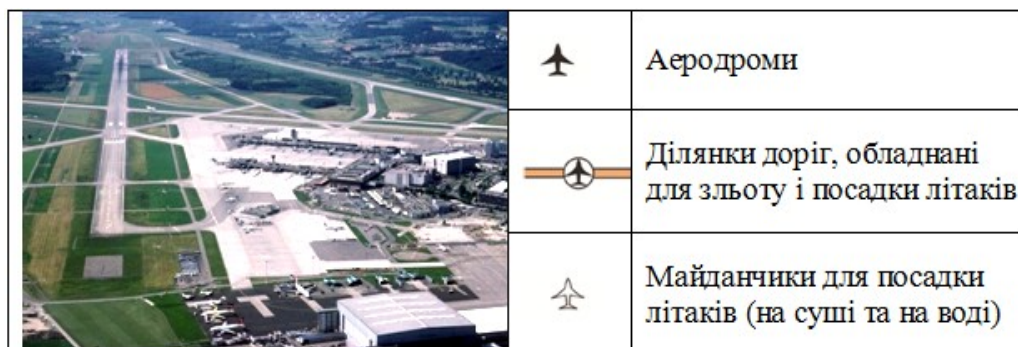 Аеродроми
Ділянки доріг, обладнані
для зльоту і посадки літаків
Майданчики для посадки
літаків (на суші та на воді)